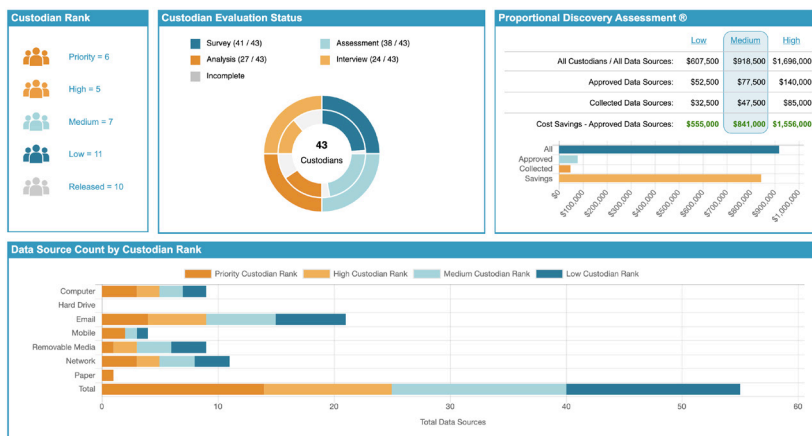 Custodian Rank
Priority = 6
High = 5
Medium = 7
Low = 11
Released = 10
Custodian Evaluation Status
Survey (41 / 43)
Assessment (38 / 43)
Analysis (27 / 43)
Interview (24 / 43)
Incomplete
43
Custodians
Proportional Discovery Assessment ®
Low Medium High
All Custodians / All Data Sources: $607,500 $918,500 $1,696,000
Approved Data Sources: $52,500 $77,500 $140,000
Collected Data Sources: $32,500 $47,500 $85,000
Cost Savings - Approved Data Sources: $555,000 $841,000 $1,556,000
All
Approved
Collected
Savings
$0 $100,000 $200,000 $300,000 $400,000 $500,000 $600,000 $700,000 $800,000 $900,000 $1,000,000
Data Source Count by Custodian Rank
Priority Custodian Rank High Custodian Rank Medium Custodian Rank Low Custodian Rank
Computer
Hard Drive
Email
Mobile
Removable Media
Network
Paper
Total
0 10 20 30 40 50 60
Total Data Sources